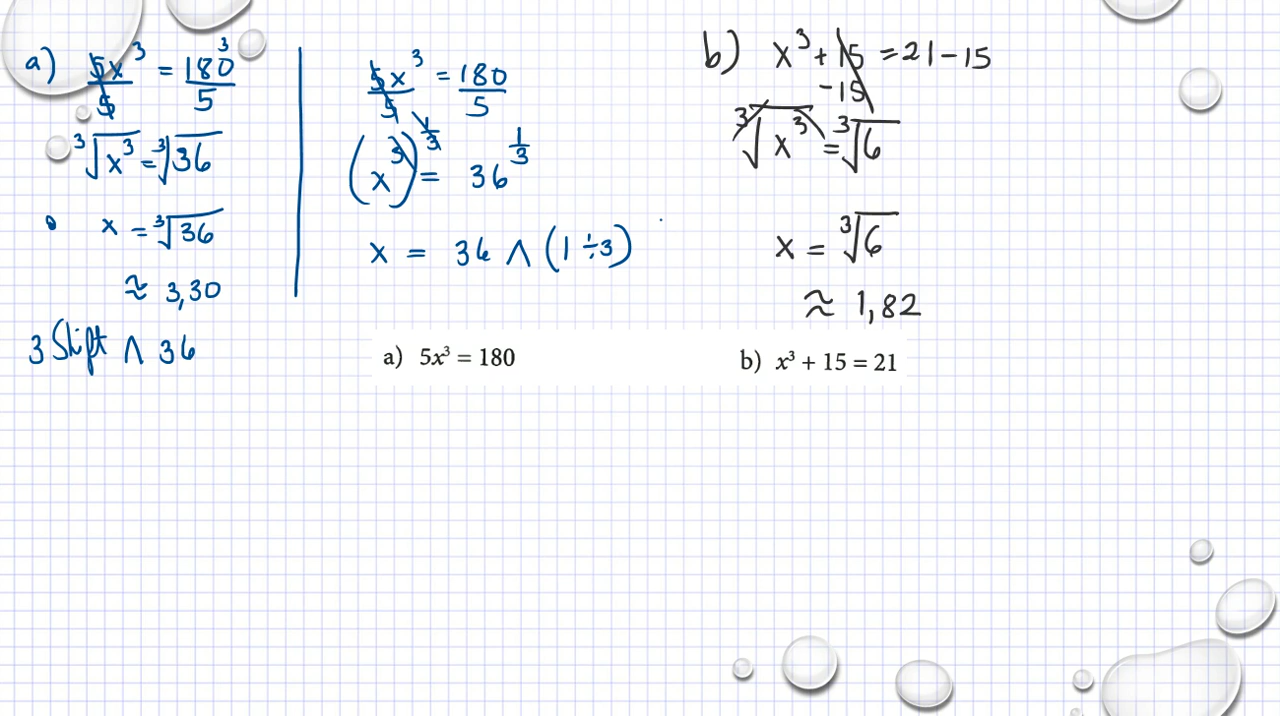 a) 5x³ = 180³
5 5
³√x³ = ³√36
x = ³√36
≈ 3,30
3 Shift ∧ 36
5x³ = 180
5 5
(x³)^⅓ = 36^⅓
x = 36 ∧ (1÷3)
b) x³ + 15 = 21 - 15
-15
³√x³ = ³√6
x = ³√6
≈ 1,82
a) 5x³ = 180
b) x³ + 15 = 21